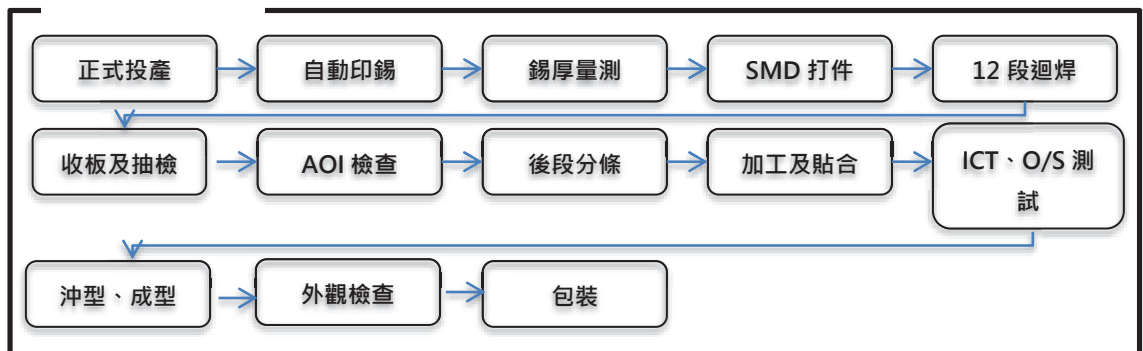 正式投產
自動印錫
錫厚量測
SMD 打件
12 段迴焊
收板及抽檢
AOI 檢查
後段分條
加工及貼合
ICT、O/S 測
試
沖型、成型
外觀檢查
包裝